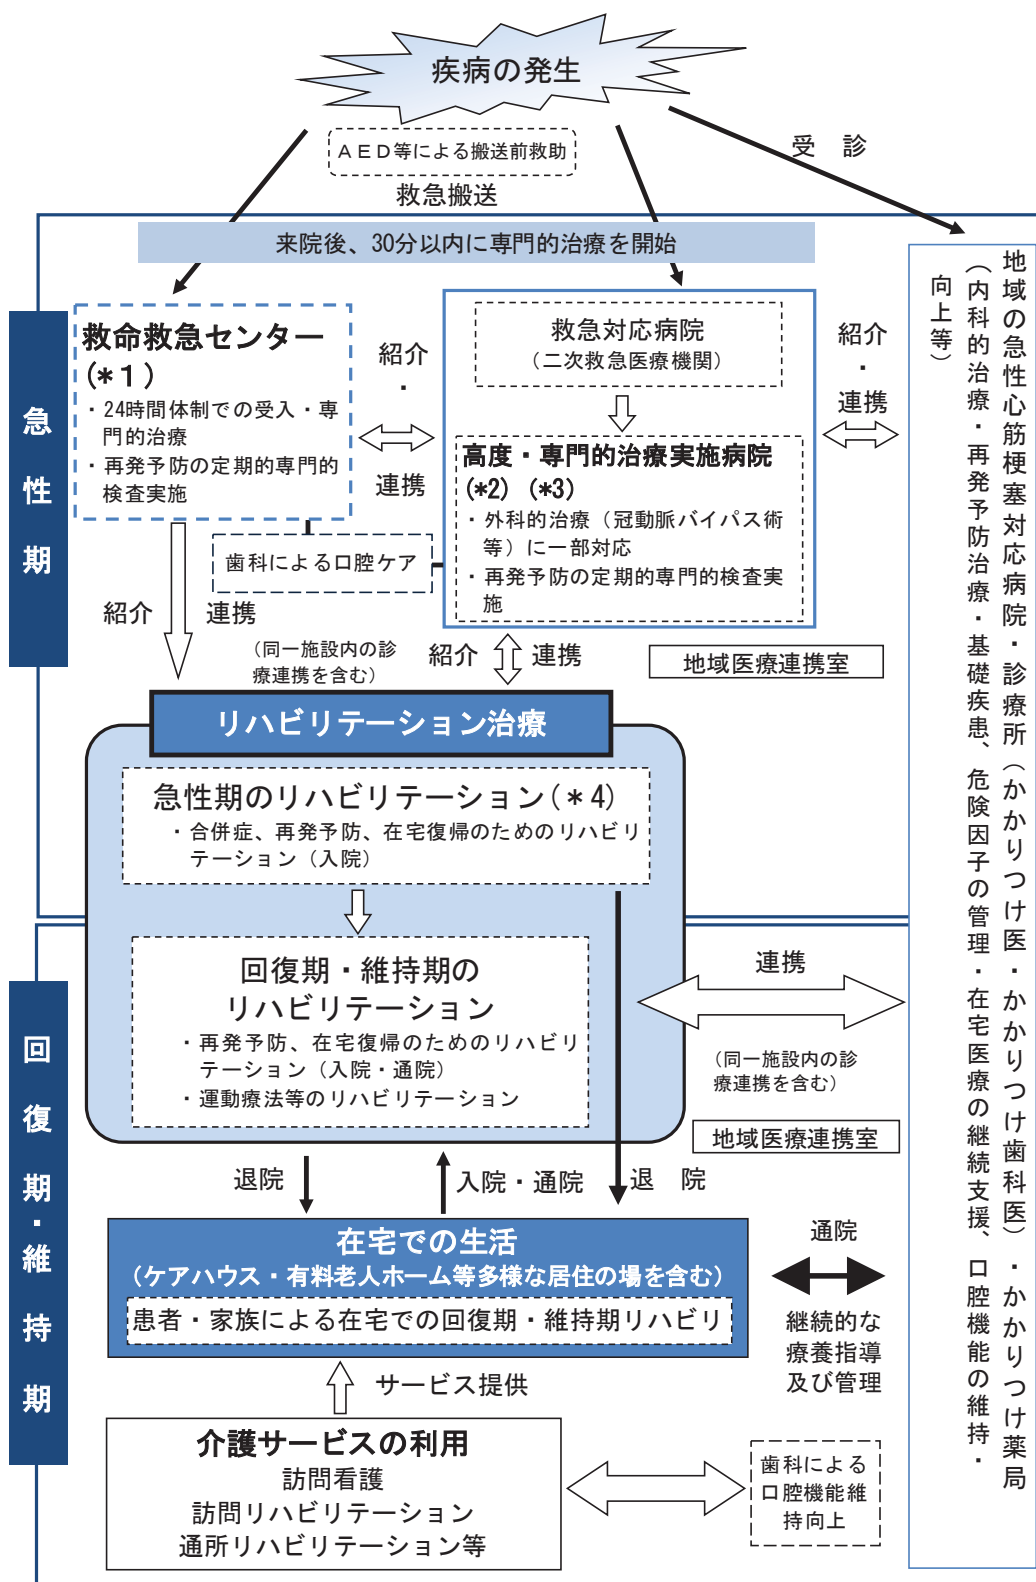 疾病の発生
AED等による搬送前救助
救急搬送
受　診
来院後、30分以内に専門的治療を開始
急性期
救命救急センター
(＊１)
・24時間体制での受入・専
門的治療
・再発予防の定期的専門的
検査実施
紹介
・
連携
救急対応病院
（二次救急医療機関）
高度・専門的治療実施病院
(*2)（*3）
・外科的治療（冠動脈バイパス術
等）に一部対応
・再発予防の定期的専門的検査実
施
紹介
・
連携
歯科による口腔ケア
紹介
連携
（同一施設内の診
療連携を含む）
紹介
連携
地域医療連携室
地域の急性心筋梗塞対応病院・診療所（かかりつけ医・かかりつけ歯科医）・かかりつけ薬局
（内科的治療・再発予防治療・基礎疾患、危険因子の管理・在宅医療の継続支援、口腔機能の維持・
向上等）
リハビリテーション治療
急性期のリハビリテーション(＊4)
・合併症、再発予防、在宅復帰のためのリハビリ
テーション（入院）
回復期・維持期
回復期・維持期の
リハビリテーション
・再発予防、在宅復帰のためのリハビリ
テーション（入院・通院）
・運動療法等のリハビリテーション
連携
（同一施設内の診
療連携を含む）
地域医療連携室
退院
入院・通院
退　院
在宅での生活
（ケアハウス・有料老人ホーム等多様な居住の場を含む）
患者・家族による在宅での回復期・維持期リハビリ
通院
継続的な
療養指導
及び管理
サービス提供
介護サービスの利用
訪問看護
訪問リハビリテーション
通所リハビリテーション等
歯科による
口腔機能維
持向上